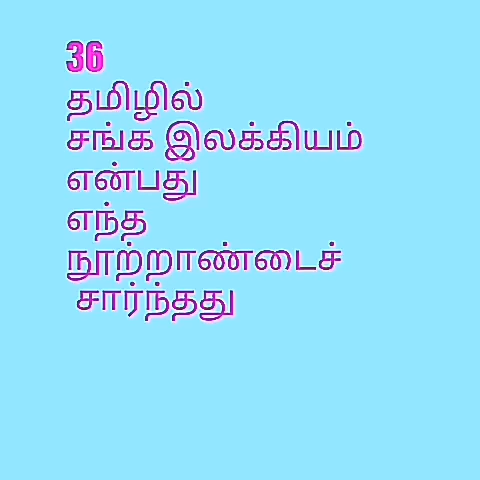 36
தமிழில்
சங்க இலக்கியம்
என்பது
எந்த
நூற்றாண்டைச்
சார்ந்தது